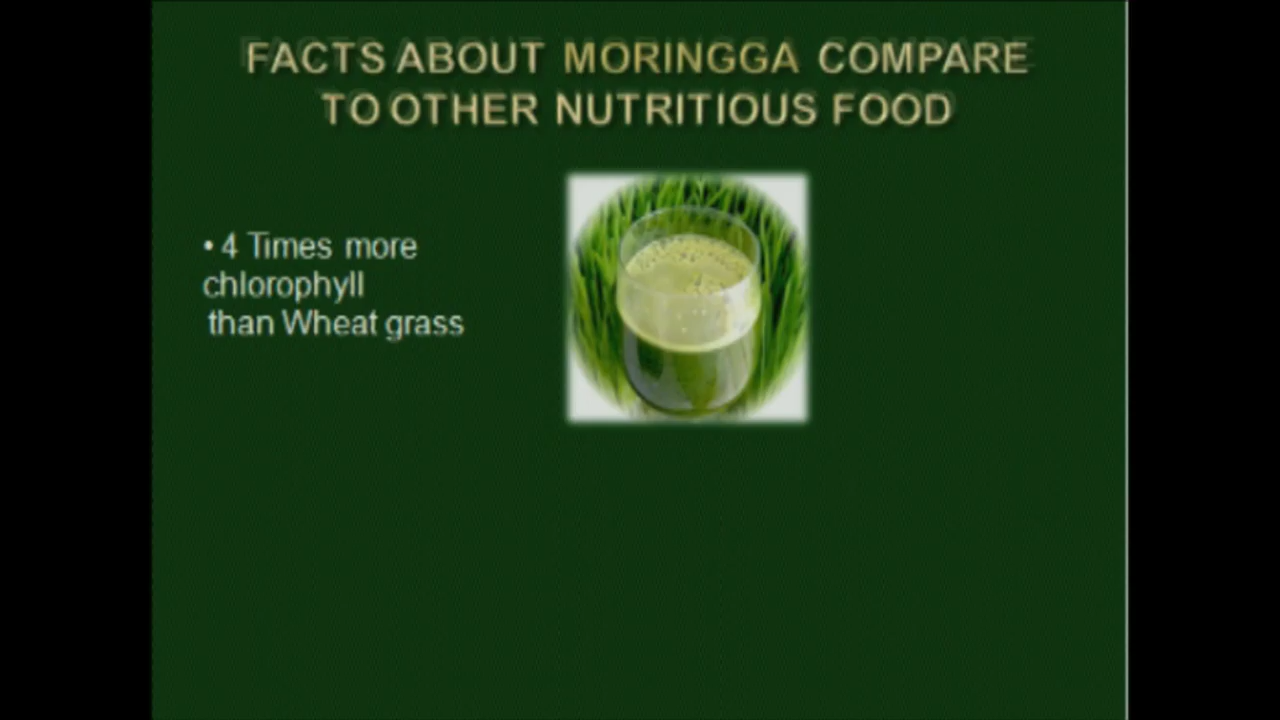 FACTS ABOUT MORINGGA COMPARE
TO OTHER NUTRITIOUS FOOD
• 4 Times more
chlorophyll
than Wheat grass